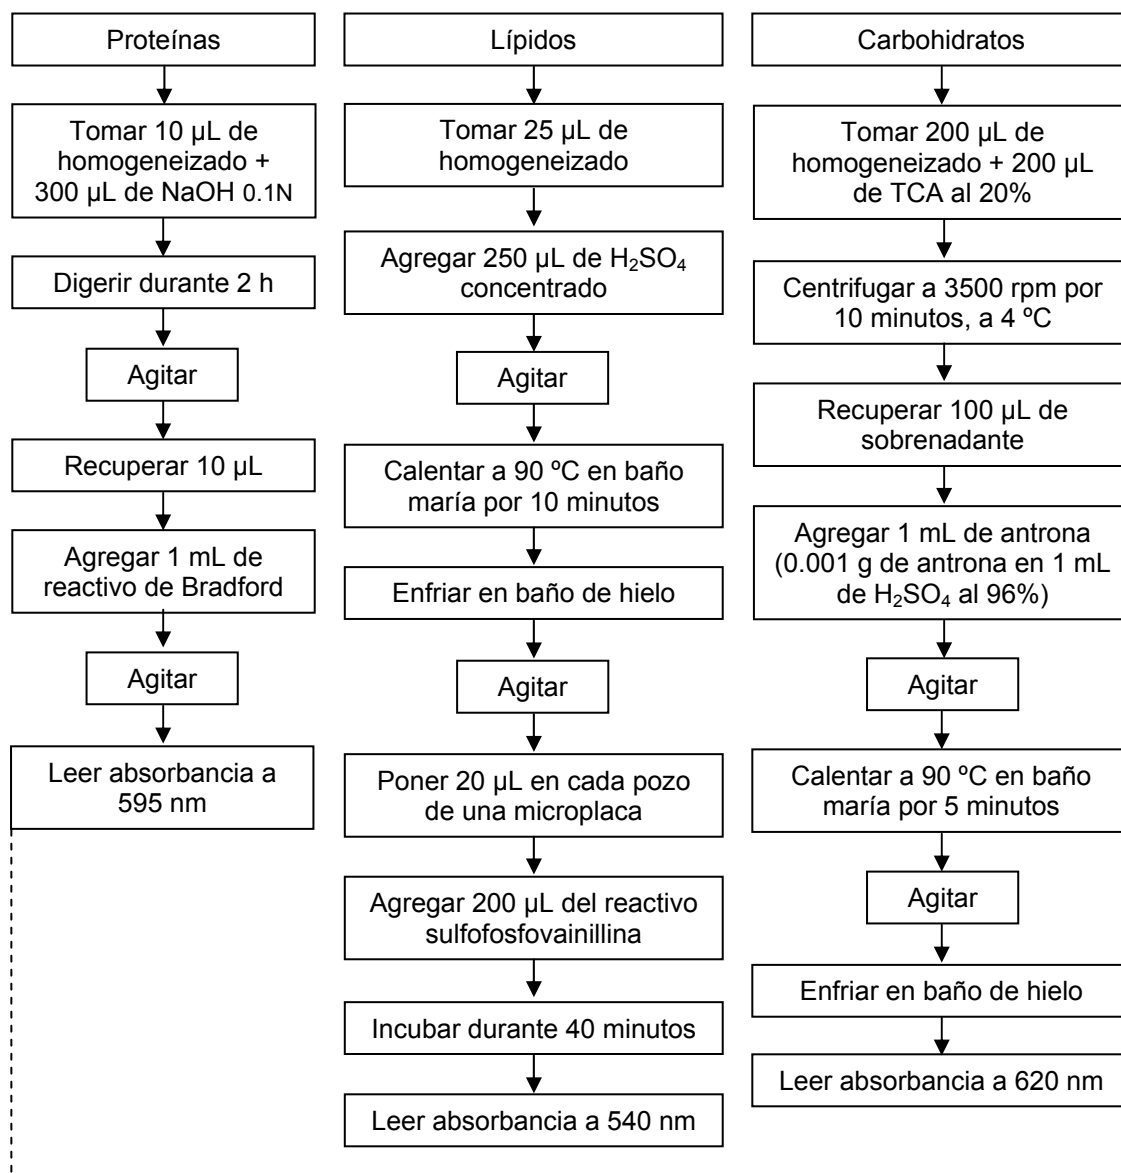 Proteínas
Tomar 10 µL de
homogeneizado +
300 µL de NaOH 0.1N
Digerir durante 2 h
Agitar
Recuperar 10 µL
Agregar 1 mL de
reactivo de Bradford
Agitar
Leer absorbancia a
595 nm
Lípidos
Tomar 25 µL de
homogeneizado
Agregar 250 µL de H₂SO₄
concentrado
Agitar
Calentar a 90 ºC en baño
maría por 10 minutos
Enfriar en baño de hielo
Agitar
Poner 20 µL en cada pozo
de una microplaca
Agregar 200 µL del reactivo
sulfofosfovainillina
Incubar durante 40 minutos
Leer absorbancia a 540 nm
Carbohidratos
Tomar 200 µL de
homogeneizado + 200 µL
de TCA al 20%
Centrifugar a 3500 rpm por
10 minutos, a 4 ºC
Recuperar 100 µL de
sobrenadante
Agregar 1 mL de antrona
(0.001 g de antrona en 1 mL
de H₂SO₄ al 96%)
Agitar
Calentar a 90 ºC en baño
maría por 5 minutos
Agitar
Enfriar en baño de hielo
Leer absorbancia a 620 nm